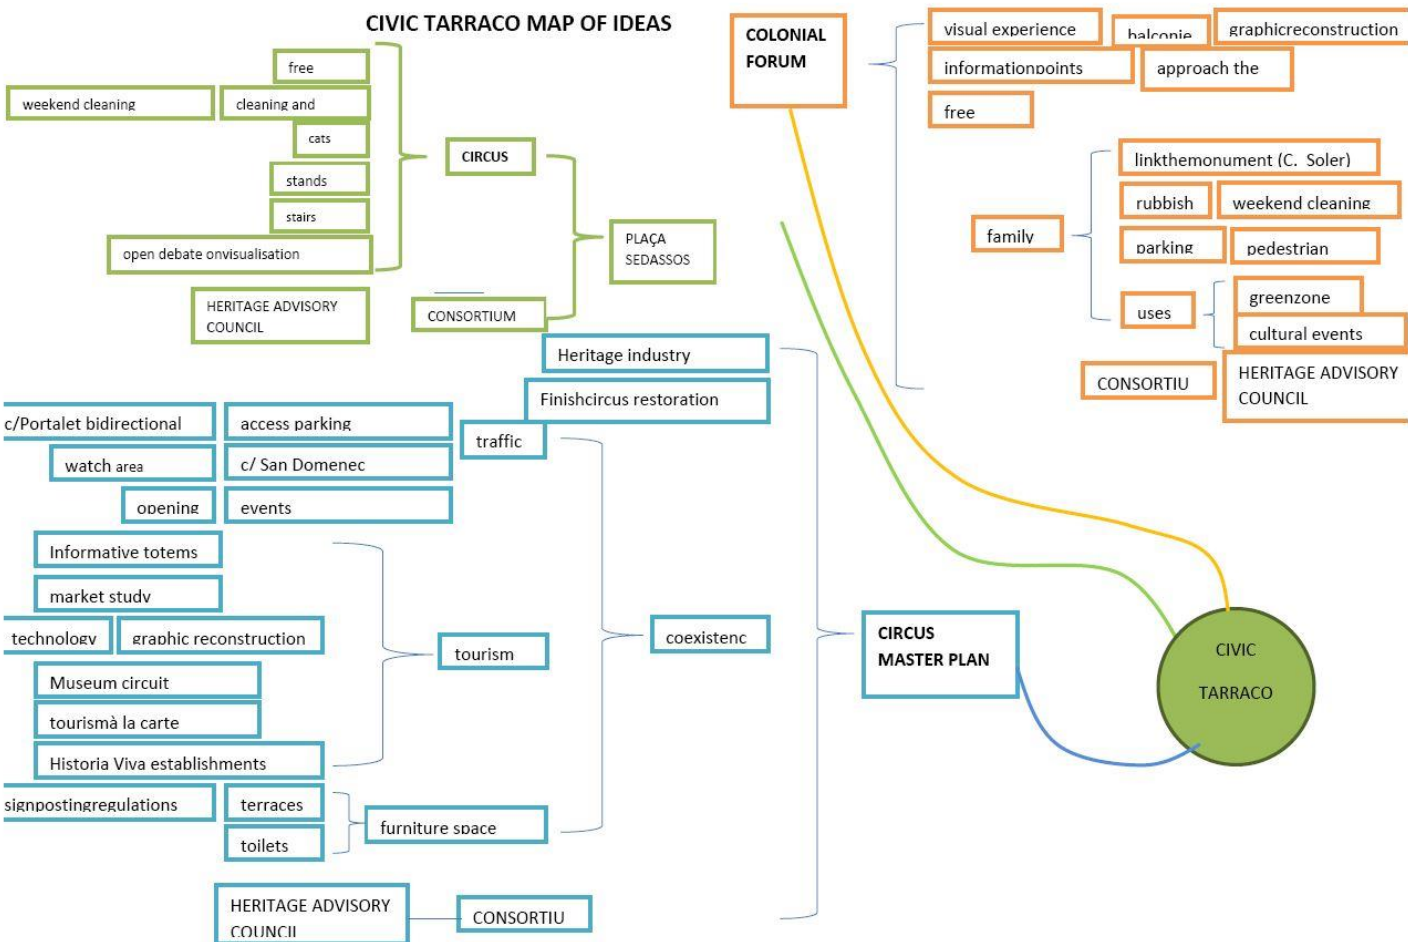 CIVIC TARRACO MAP OF IDEAS
free
weekend cleaning
cleaning and
cats
stands
stairs
open debate onvisualisation
HERITAGE ADVISORY
COUNCIL
CIRCUS
CONSORTIUM
PLAÇA
SEDASSOS
COLONIAL
FORUM
visual experience
balconie
graphicreconstruction
informationpoints
approach the
free
family
linkthemonument (C. Soler)
rubbish
weekend cleaning
parking
pedestrian
uses
greenzone
cultural events
CONSORTIU
HERITAGE ADVISORY
COUNCIL
Heritage industry
Finishcircus restoration
traffic
c/Portalet bidirectional
access parking
watch area
c/ San Domenec
opening
events
Informative totems
market study
technology
graphic reconstruction
Museum circuit
tourismà la carte
Historia Viva establishments
tourism
coexistenc
signpostingregulations
terraces
toilets
furniture space
HERITAGE ADVISORY
COUNCIL
CONSORTIU
CIRCUS
MASTER PLAN
CIVIC
TARRACO